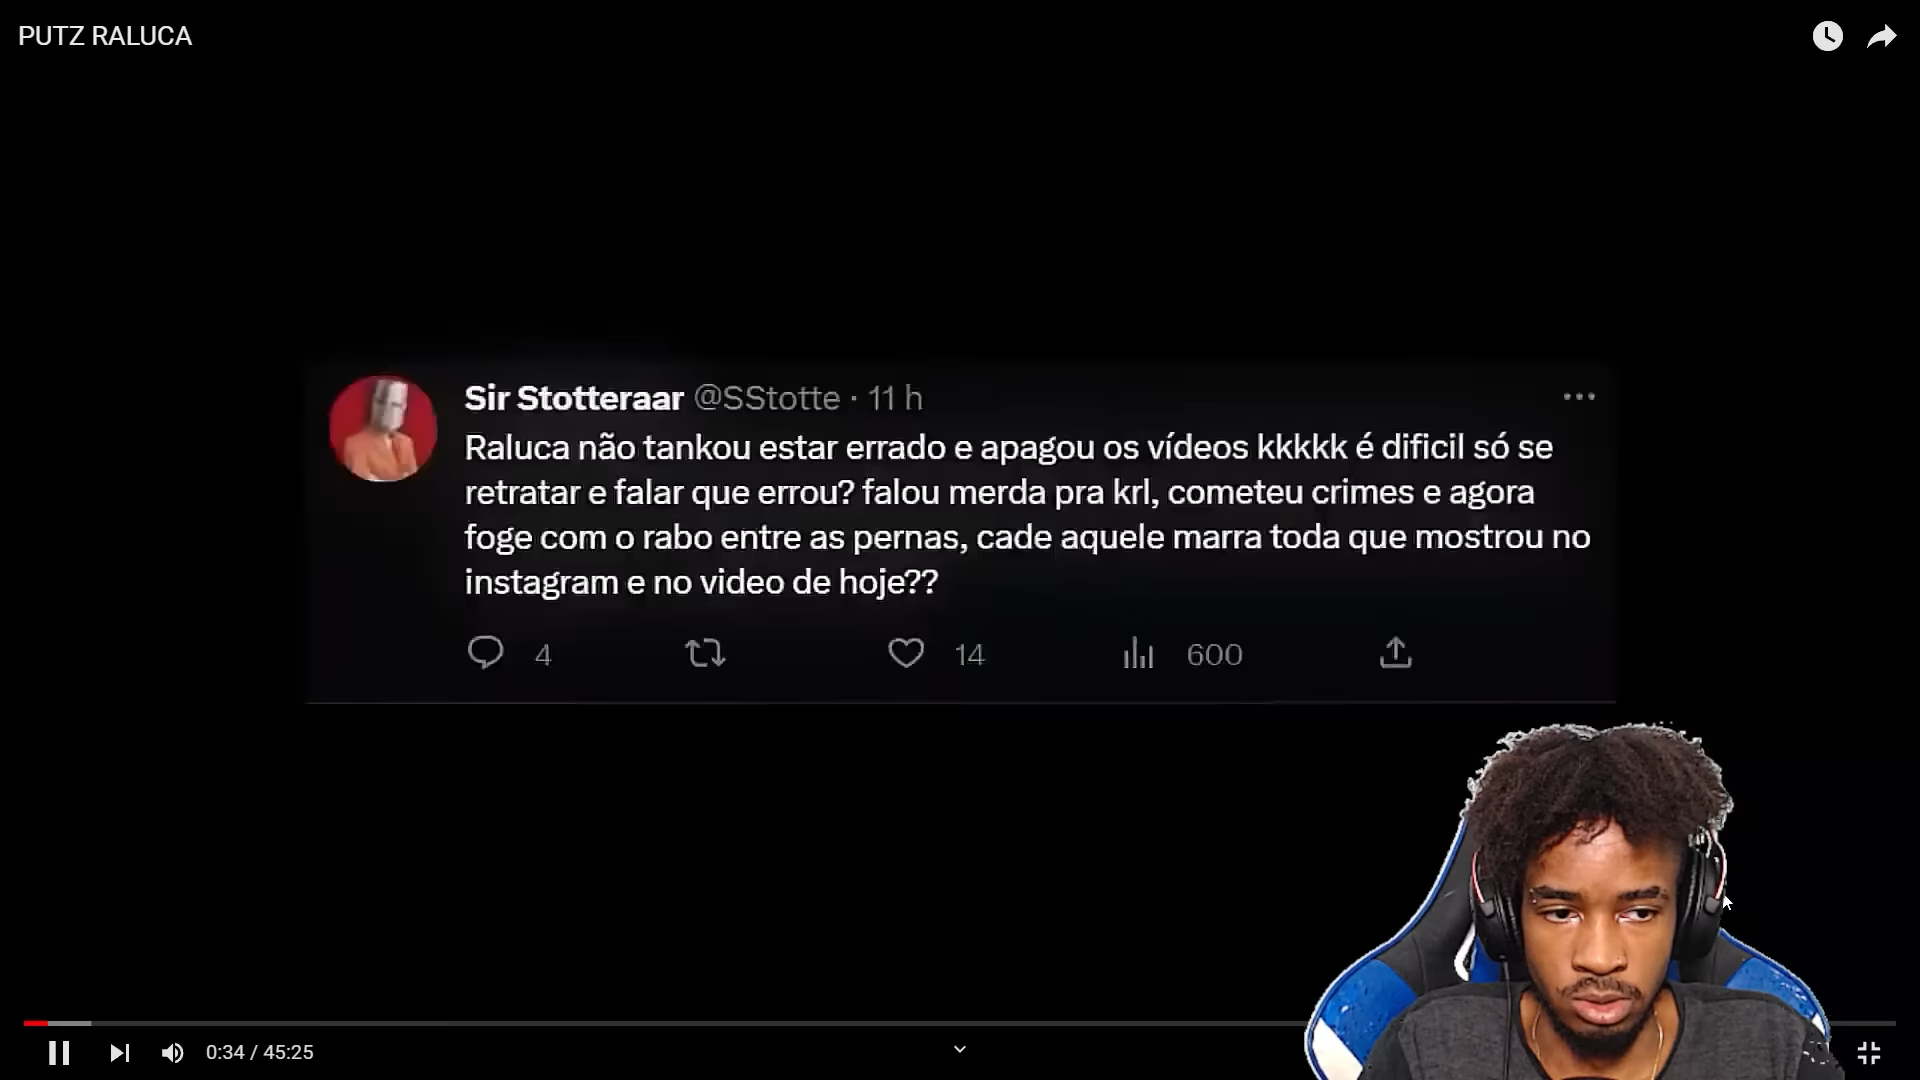 PUTZ RALUCA
Sir Stotteraar @SStotte · 11 h
Raluca não tankou estar errado e apagou os vídeos kkkkk é dificil só se
retratar e falar que errou? falou merda pra krl, cometeu crimes e agora
foge com o rabo entre as pernas, cade aquele marra toda que mostrou no
instagram e no video de hoje??
4 14 600
0:34 / 45:25